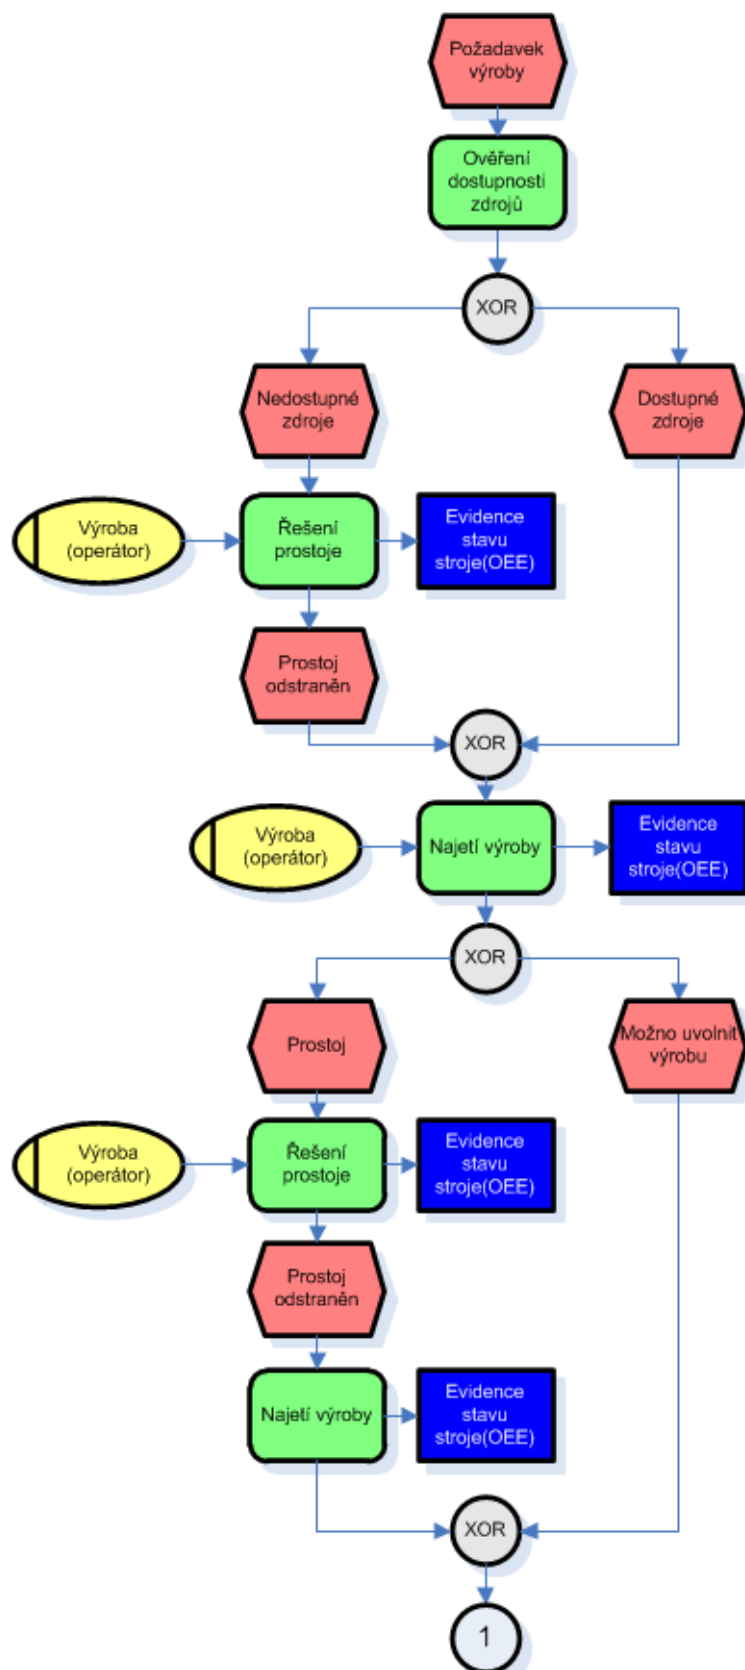 Požadavek
výroby
Ověření
dostupnosti
zdrojů
XOR
Nedostupné
zdroje
Dostupné
zdroje
Výroba
(operátor)
Řešení
prostoje
Evidence
stavu
stroje(OEE)
Prostoj
odstraněn
XOR
Výroba
(operátor)
Najetí výroby
Evidence
stavu
stroje(OEE)
XOR
Prostoj
Možno uvolnit
výrobu
Výroba
(operátor)
Řešení
prostoje
Evidence
stavu
stroje(OEE)
Prostoj
odstraněn
Najetí výroby
Evidence
stavu
stroje(OEE)
XOR
1